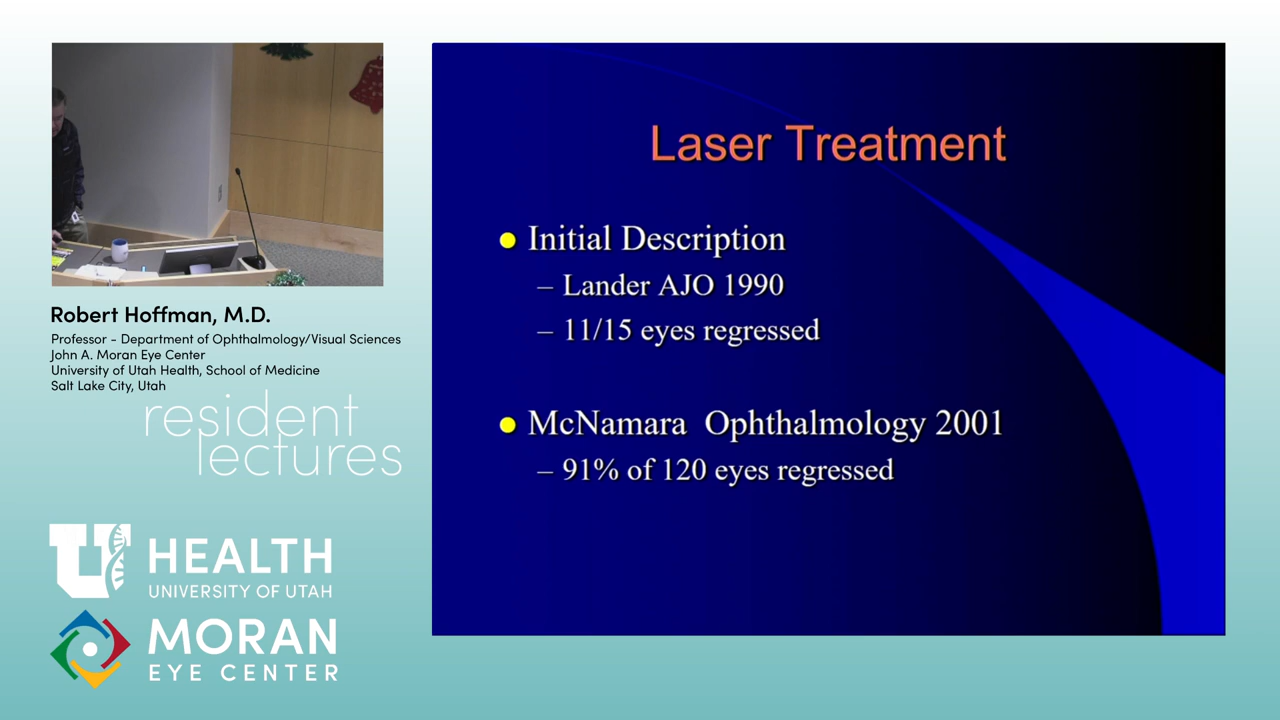 Robert Hoffman, M.D.
Professor - Department of Ophthalmology/Visual Sciences
John A. Moran Eye Center
University of Utah Health, School of Medicine
Salt Lake City, Utah
resident
lectures
U HEALTH
UNIVERSITY OF UTAH
MORAN
EYE CENTER
Laser Treatment
Initial Description
– Lander AJO 1990
– 11/15 eyes regressed
McNamara Ophthalmology 2001
– 91% of 120 eyes regressed